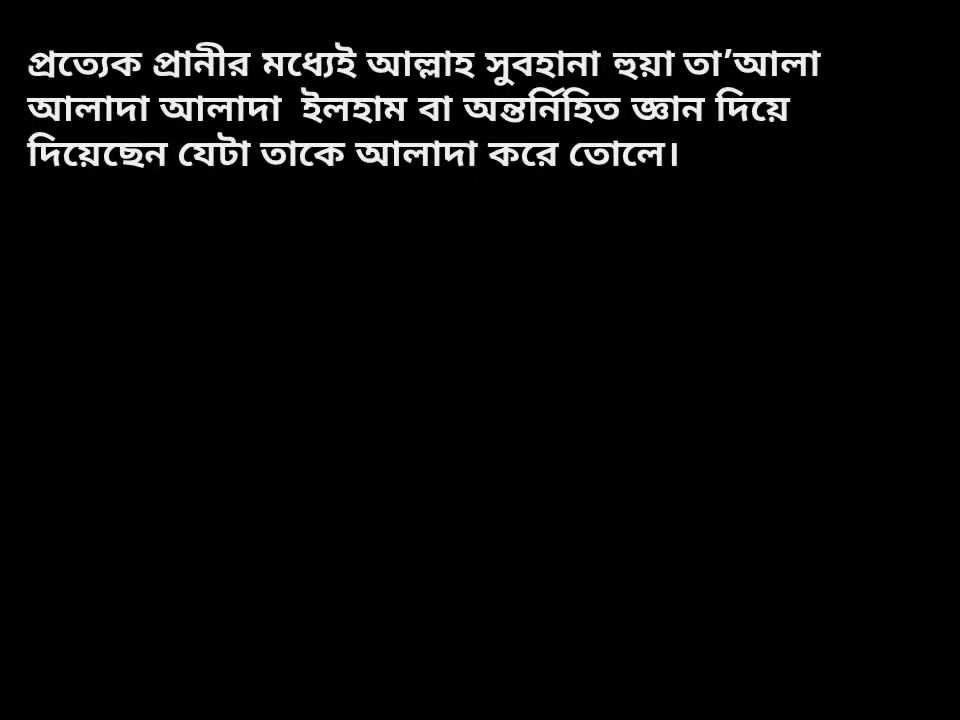 প্রত্যেক প্রানীর মধ্যেই আল্লাহ সুবহানা হুয়া তা’আলা
আলাদা আলাদা ইলহাম বা অন্তর্নিহিত জ্ঞান দিয়ে
দিয়েছেন যেটা তাকে আলাদা করে তোলে।